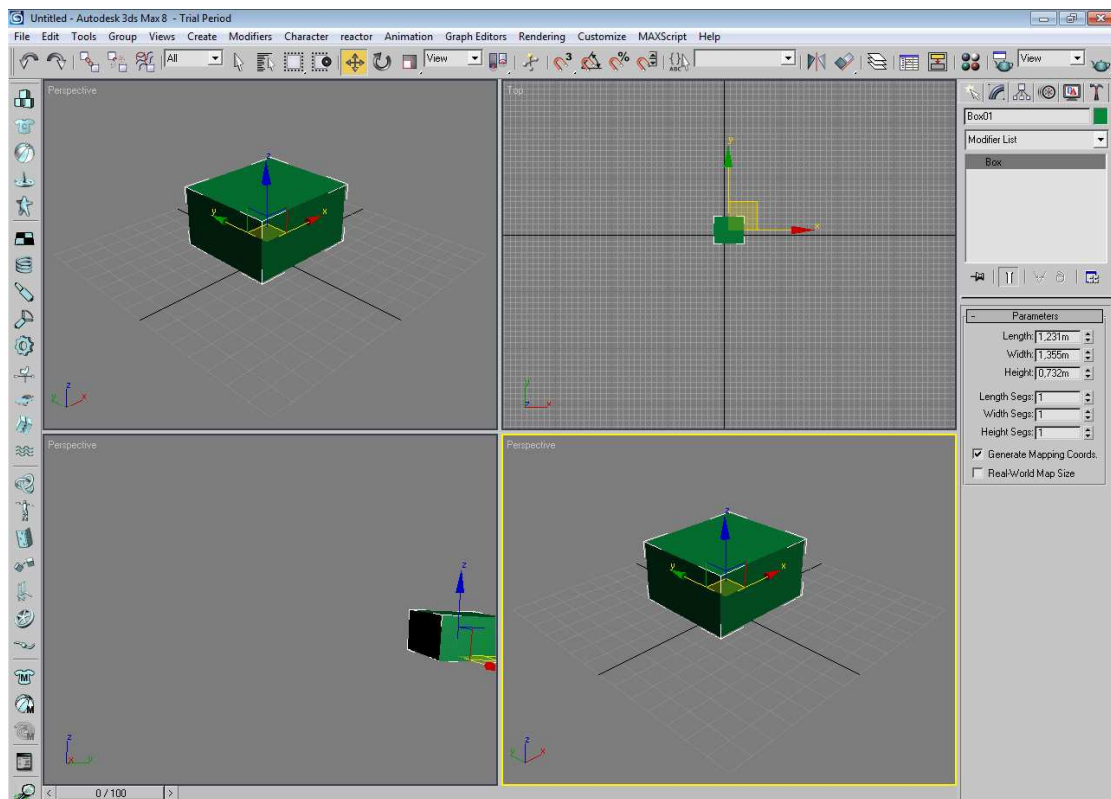 Untitled - Autodesk 3ds Max 8 - Trial Period
File Edit Tools Group Views Create Modifiers Character reactor Animation Graph Editors Rendering Customize MAXScript Help
All View ABC View
Perspective Top
Box01
Modifier List
Box
z
y x
y
x
z
y x
y
z x
Parameters
Length: 1,231m
Width: 1,355m
Height: 0,732m
Length Segs: 1
Width Segs: 1
Height Segs: 1
Generate Mapping Coords.
Real-World Map Size
Perspective Perspective
z
y x
z
z
x y
z
y x
M
M
M
< 0 / 100 >